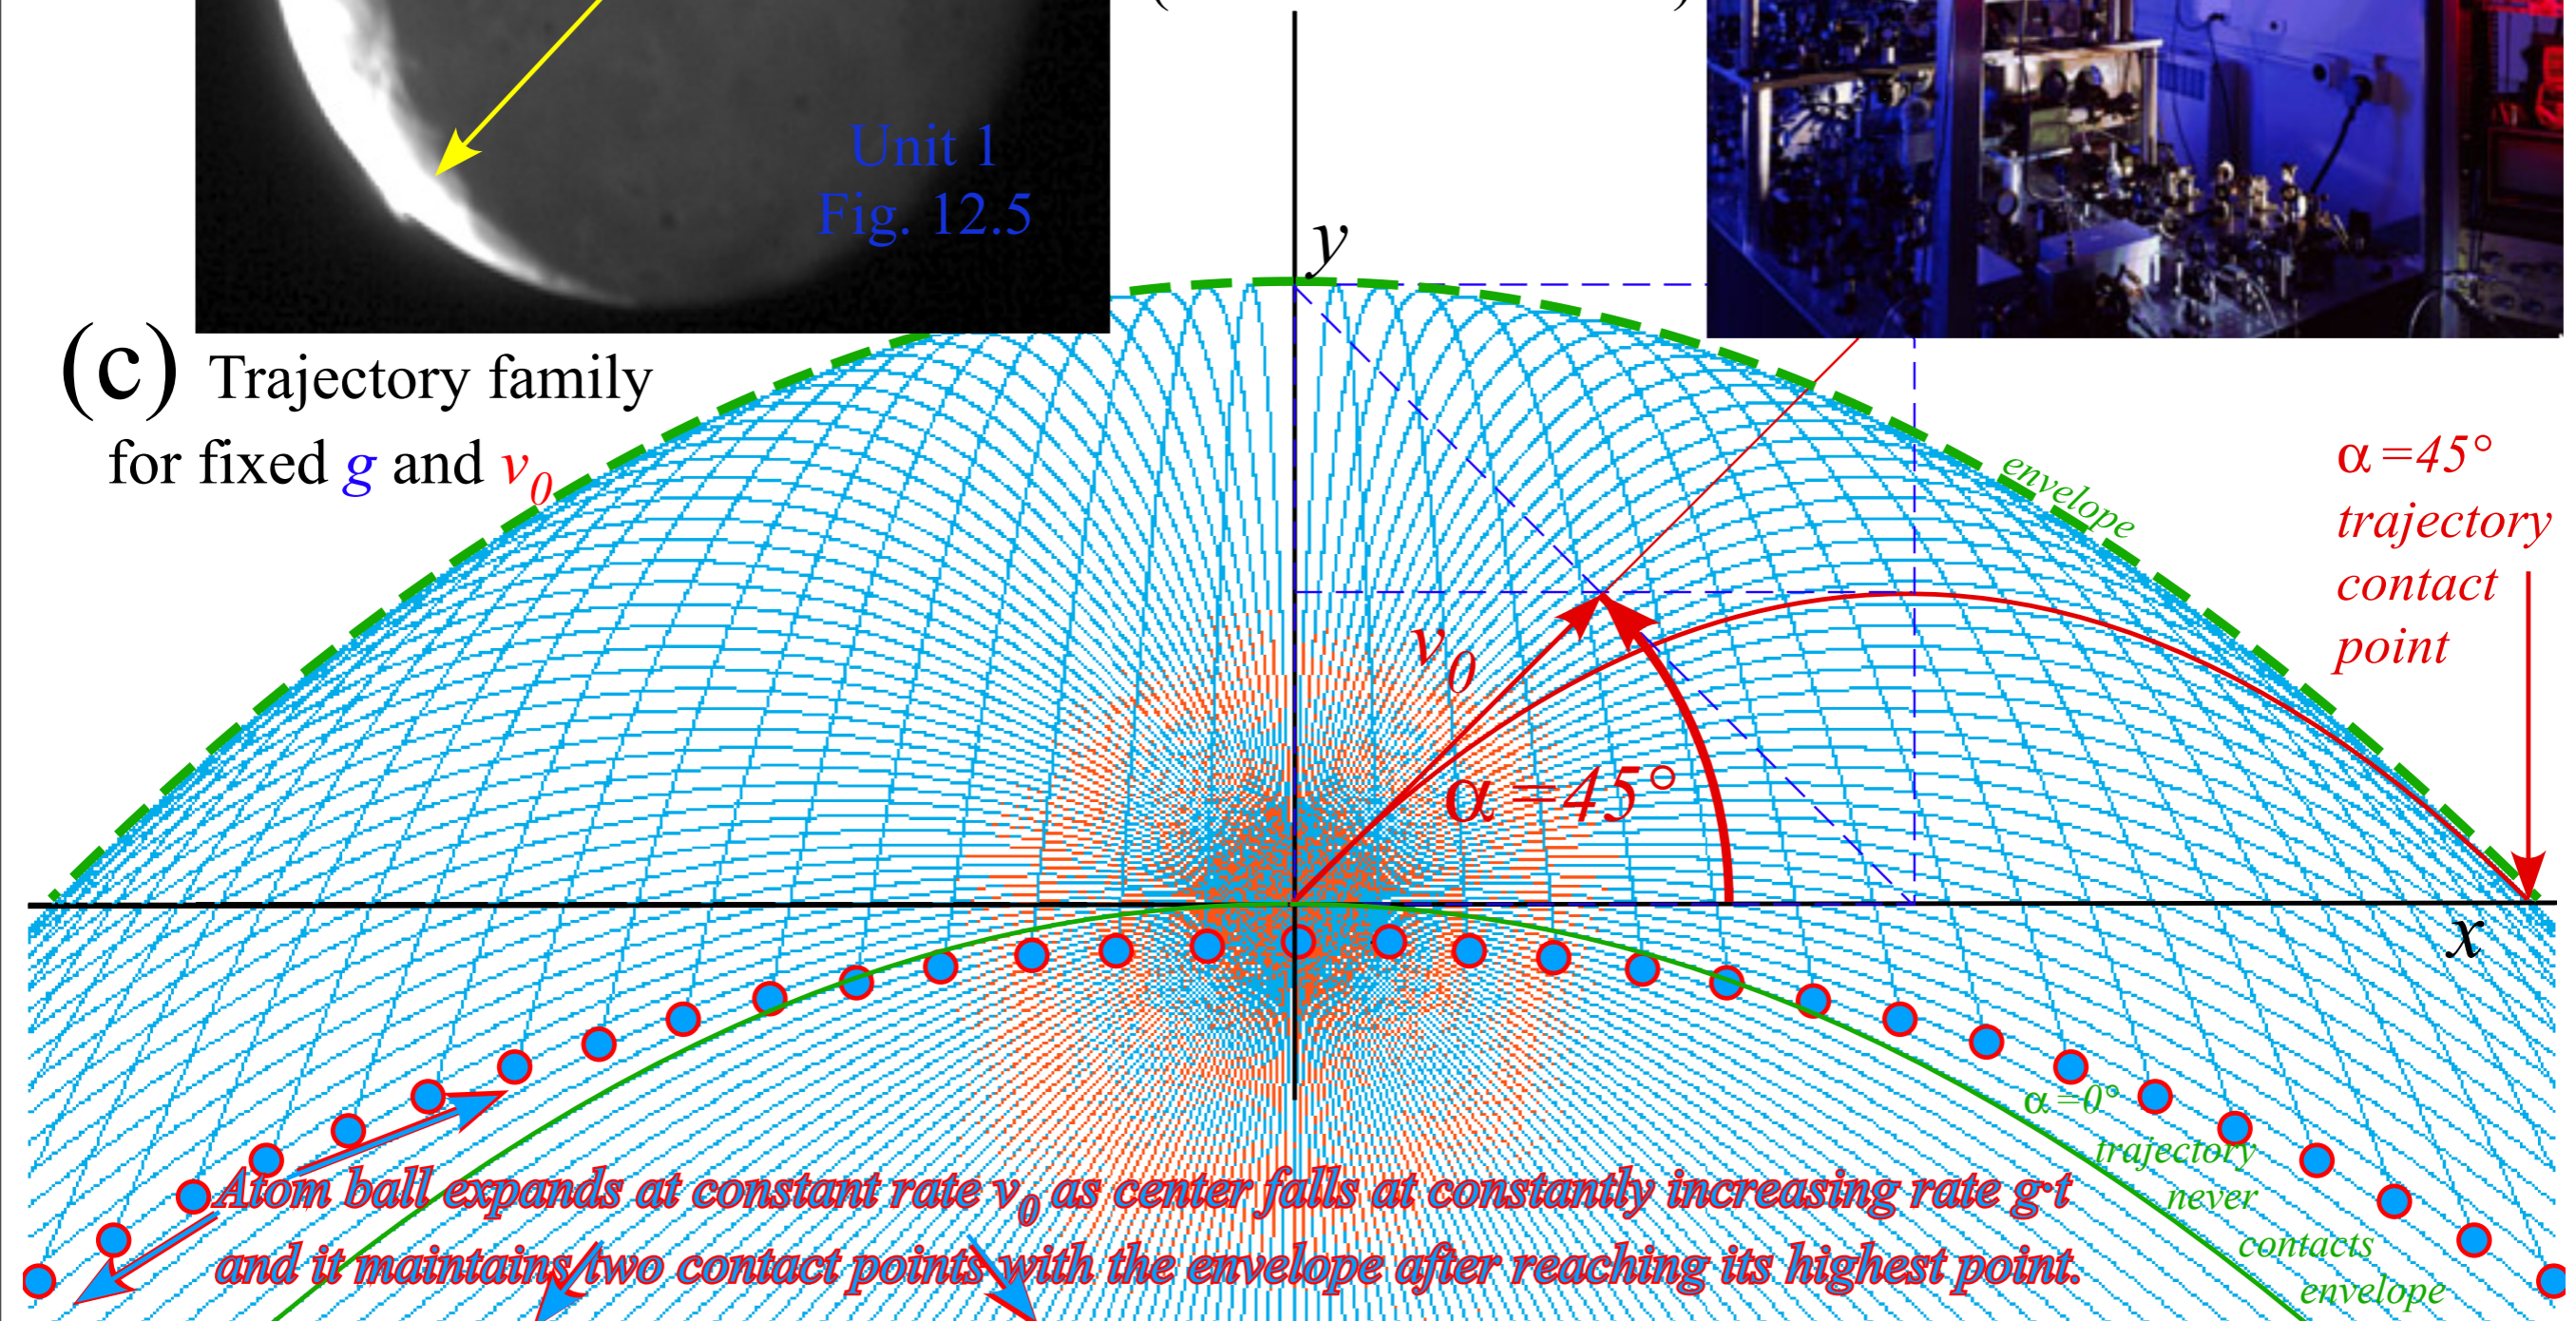 Unit 1
Fig. 12.5
y
(c) Trajectory family
for fixed g and v0
envelope
α=45°
trajectory
contact
point
v0
α=45°
x
α=0°
trajectory
never
contacts
envelope
Atom ball expands at constant rate v0 as center falls at constantly increasing rate g·t
and it maintains two contact points with the envelope after reaching its highest point.